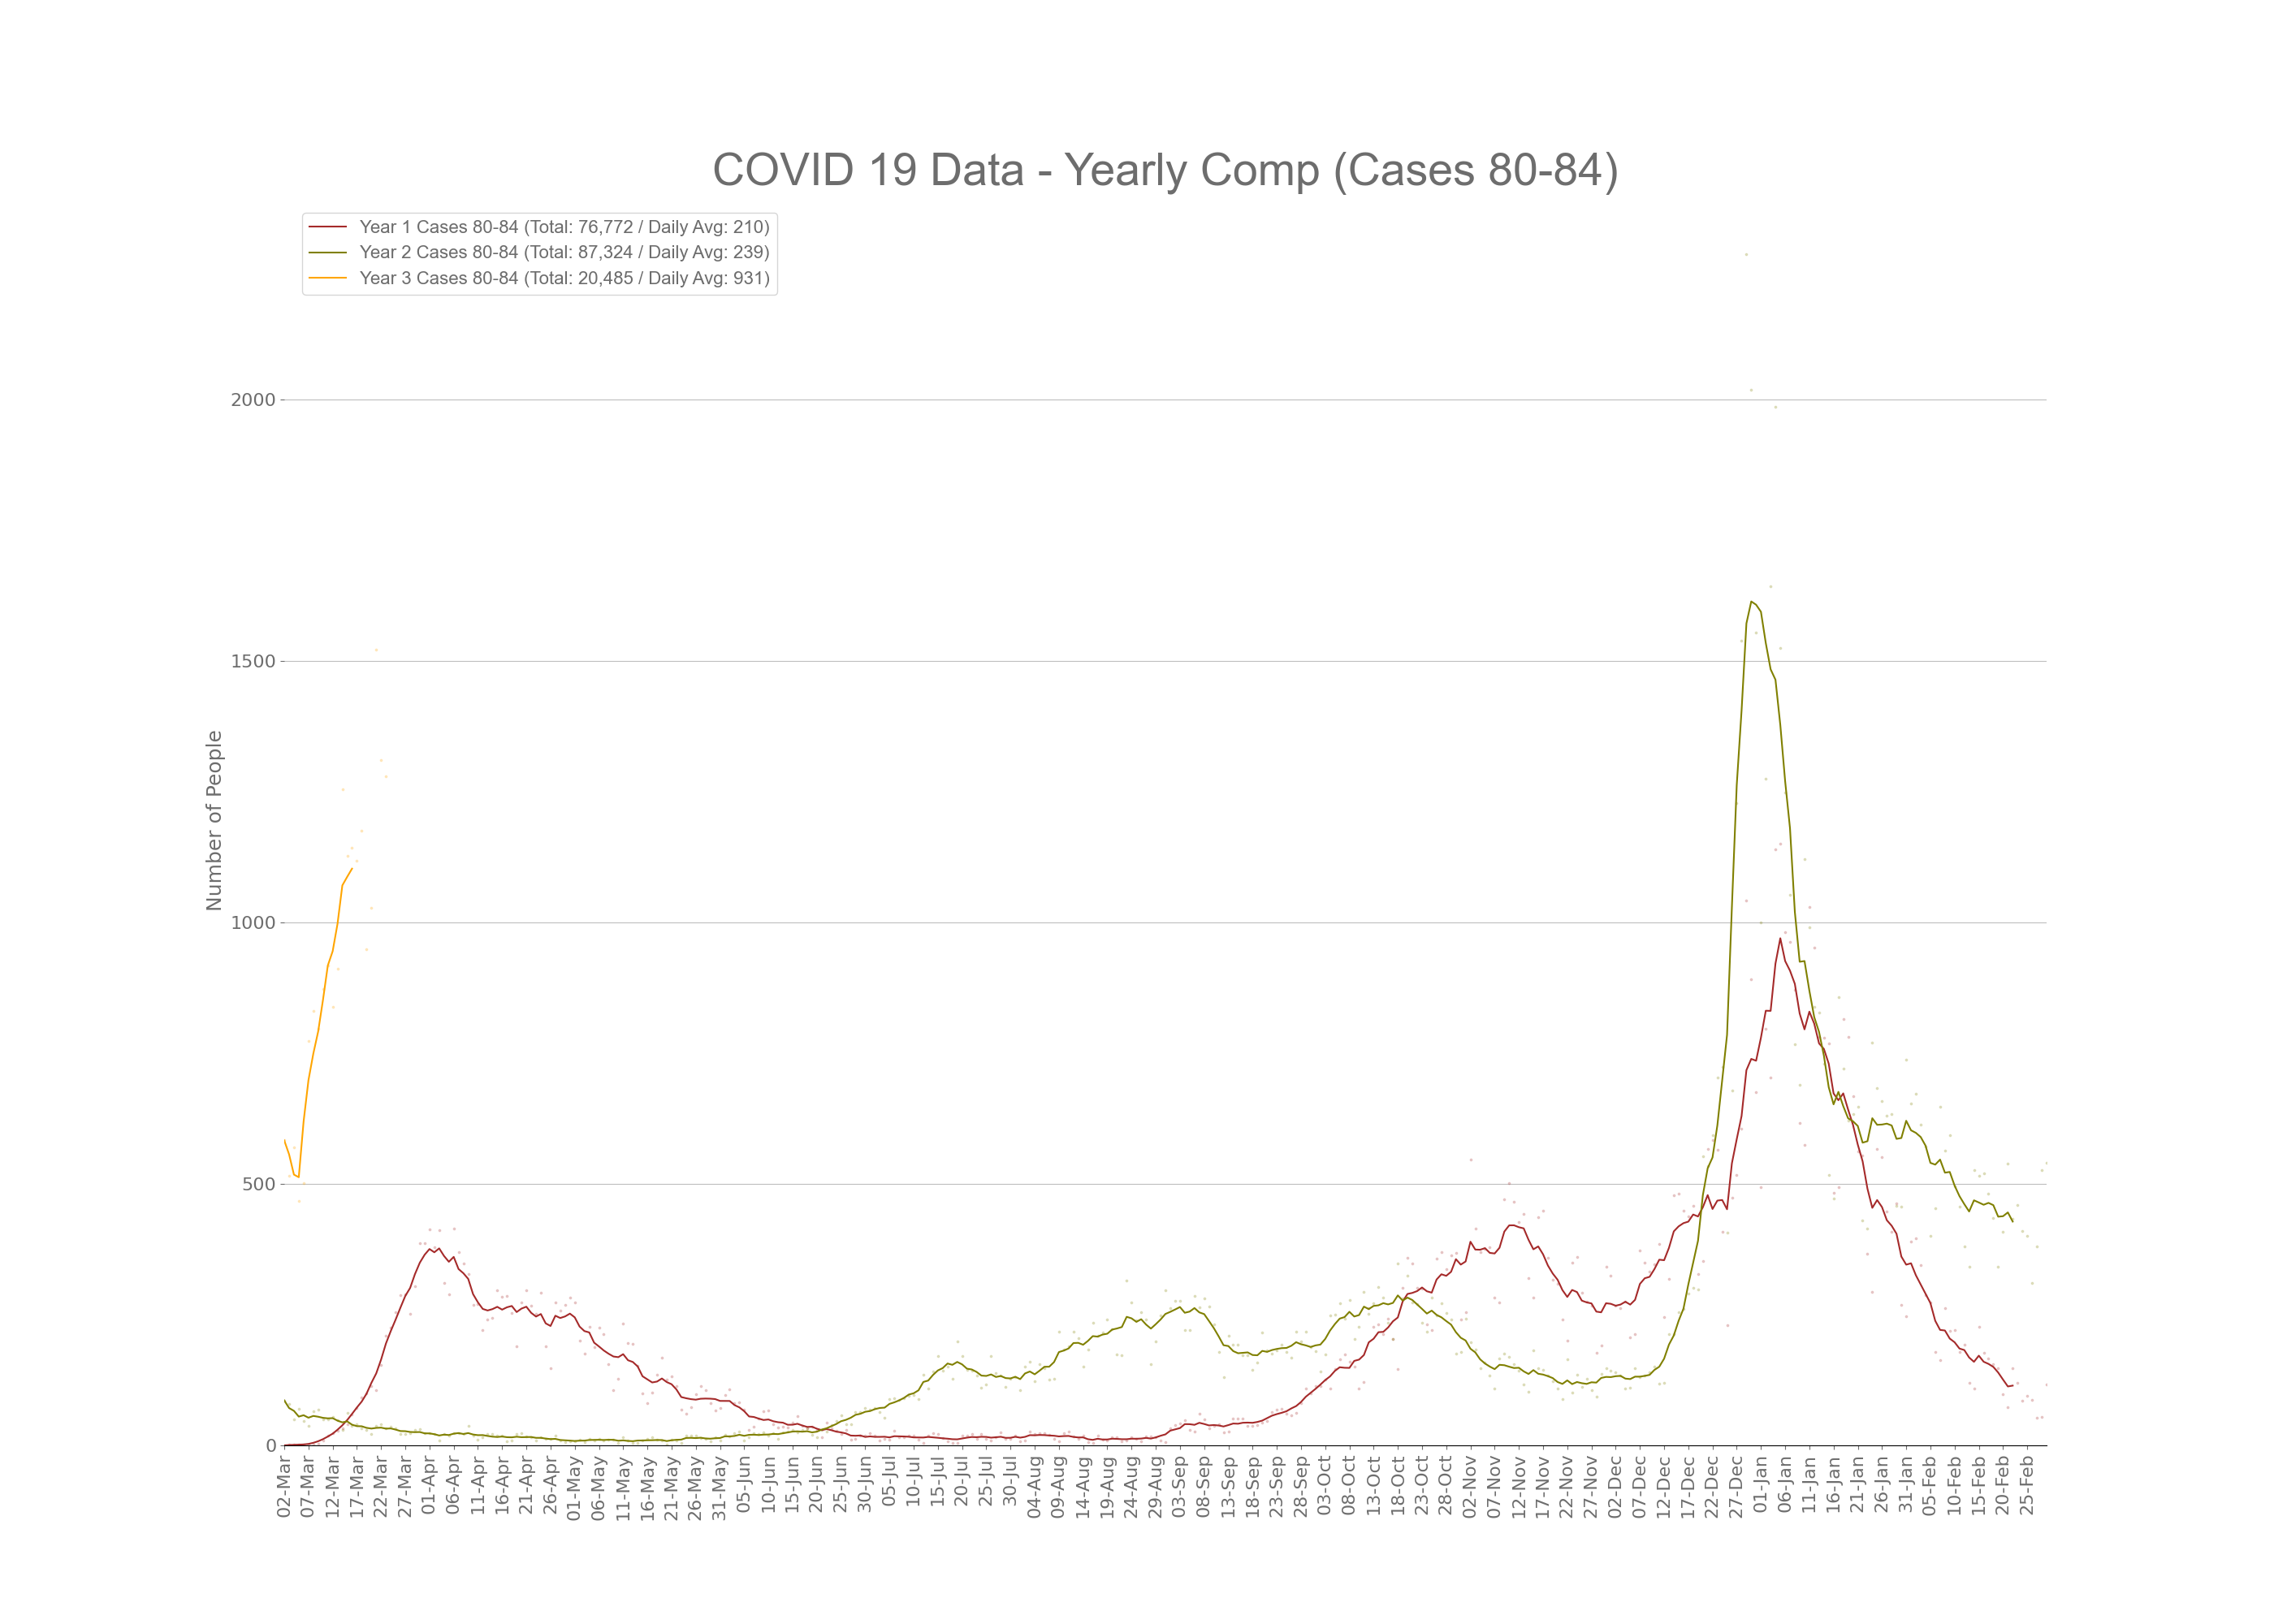 COVID 19 Data - Yearly Comp (Cases 80-84)
Year 1 Cases 80-84 (Total: 76,772 / Daily Avg: 210)
Year 2 Cases 80-84 (Total: 87,324 / Daily Avg: 239)
Year 3 Cases 80-84 (Total: 20,485 / Daily Avg: 931)
Number of People
2000
1500
1000
500
0
02-Mar
07-Mar
12-Mar
17-Mar
22-Mar
27-Mar
01-Apr
06-Apr
11-Apr
16-Apr
21-Apr
26-Apr
01-May
06-May
11-May
16-May
21-May
26-May
31-May
05-Jun
10-Jun
15-Jun
20-Jun
25-Jun
30-Jun
05-Jul
10-Jul
15-Jul
20-Jul
25-Jul
30-Jul
04-Aug
09-Aug
14-Aug
19-Aug
24-Aug
29-Aug
03-Sep
08-Sep
13-Sep
18-Sep
23-Sep
28-Sep
03-Oct
08-Oct
13-Oct
18-Oct
23-Oct
28-Oct
02-Nov
07-Nov
12-Nov
17-Nov
22-Nov
27-Nov
02-Dec
07-Dec
12-Dec
17-Dec
22-Dec
27-Dec
01-Jan
06-Jan
11-Jan
16-Jan
21-Jan
26-Jan
31-Jan
05-Feb
10-Feb
15-Feb
20-Feb
25-Feb